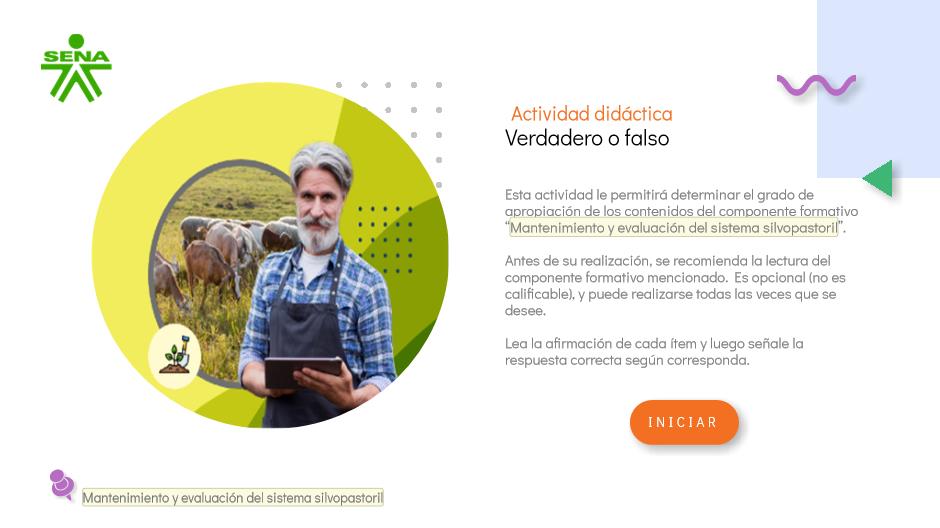 SENA
Actividad didáctica
Verdadero o falso
Esta actividad le permitirá determinar el grado de
apropiación de los contenidos del componente formativo
“Mantenimiento y evaluación del sistema silvopastoril”.
Antes de su realización, se recomienda la lectura del
componente formativo mencionado. Es opcional (no es
calificable), y puede realizarse todas las veces que se
desee.
Lea la afirmación de cada ítem y luego señale la
respuesta correcta según corresponda.
INICIAR
Mantenimiento y evaluación del sistema silvopastoril